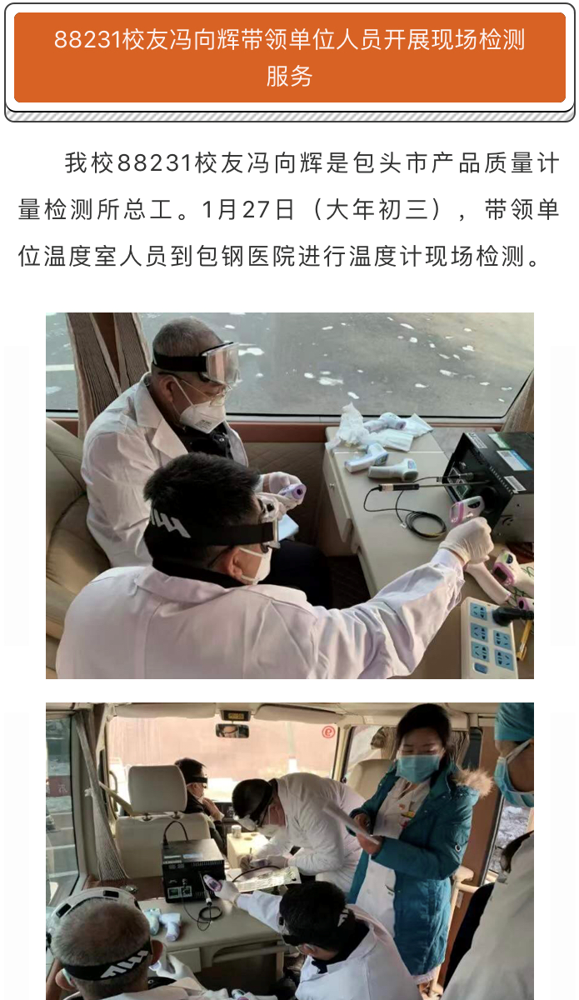 88231校友冯向辉带领单位人员开展现场检测
服务
我校88231校友冯向辉是包头市产品质量计
量检测所总工。1月27日（大年初三），带领单
位温度室人员到包钢医院进行温度计现场检测。